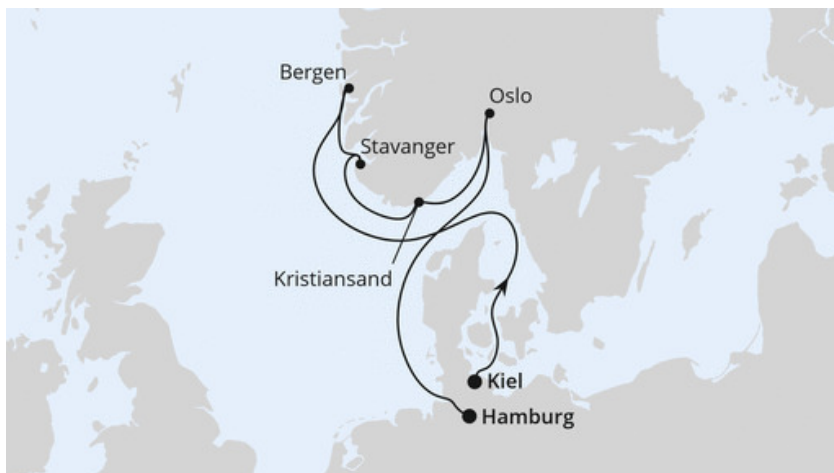 Bergen
Oslo
Stavanger
Kristiansand
Kiel
Hamburg